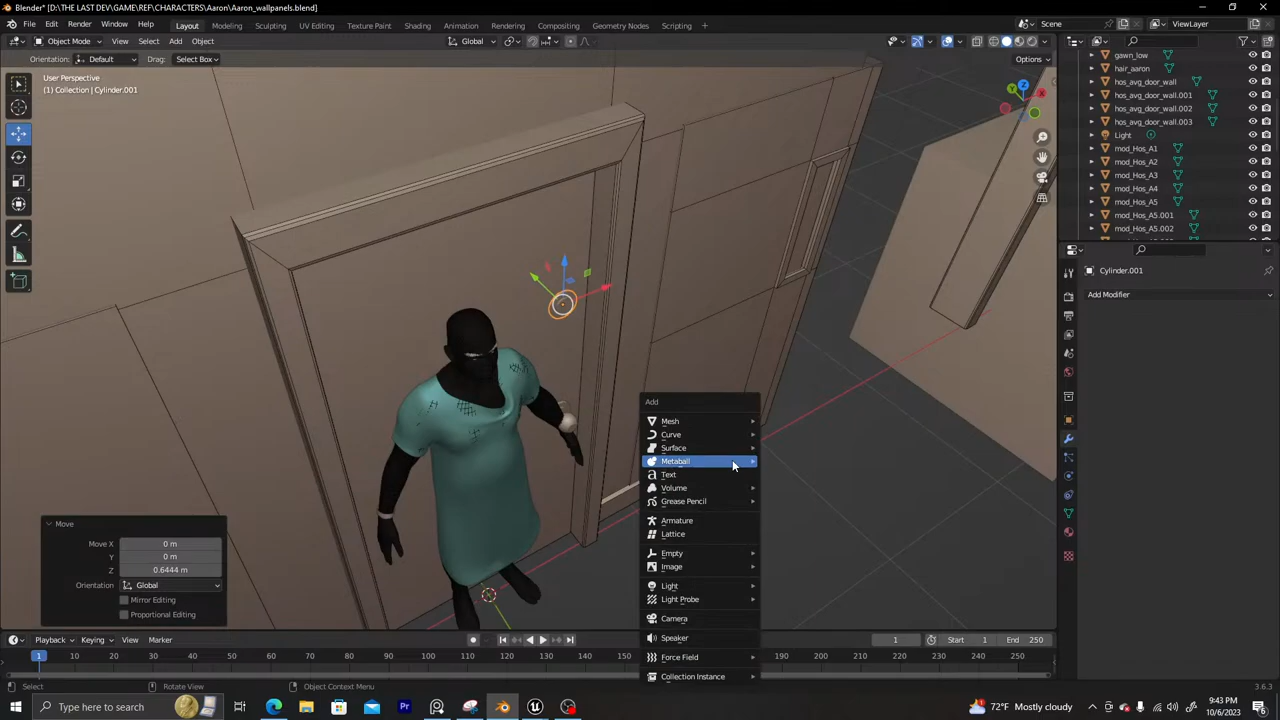 Blender* [D:\THE LAST DEV\GAME\REF\CHARACTERS\Aaron\Aaron_wallpanels.blend]
File Edit Render Window Help Layout Modeling Sculpting UV Editing Texture Paint Shading Animation Rendering Compositing Geometry Nodes Scripting Scene ViewLayer
Object Mode View Select Add Object Global
Orientation: Default Drag: Select Box Options
User Perspective
(1) Collection | Cylinder.001
gawn_low
hair_aaron
hos_avg_door_wall
hos_avg_door_wall.001
hos_avg_door_wall.002
hos_avg_door_wall.003
Light
mod_Hos_A1
mod_Hos_A2
mod_Hos_A3
mod_Hos_A4
mod_Hos_A5
mod_Hos_A5.001
mod_Hos_A5.002
Cylinder.001
Add Modifier
Z
Y
X
Add
Mesh
Curve
Surface
Metaball
Text
Volume
Grease Pencil
Armature
Lattice
Empty
Image
Light
Light Probe
Camera
Speaker
Force Field
Collection Instance
Move
Move X 0 m
Y 0 m
Z 0.6444 m
Orientation Global
Mirror Editing
Proportional Editing
Playback Keying View Marker 1 Start 1 End 250
1 10 20 30 40 50 60 70 80 90 100 110 120 130 140 150 180 190 200 210 220 230 240 250
Select Rotate View Object Context Menu 3.6.3
Type here to search 72°F Mostly cloudy 9:43 PM
10/6/2023